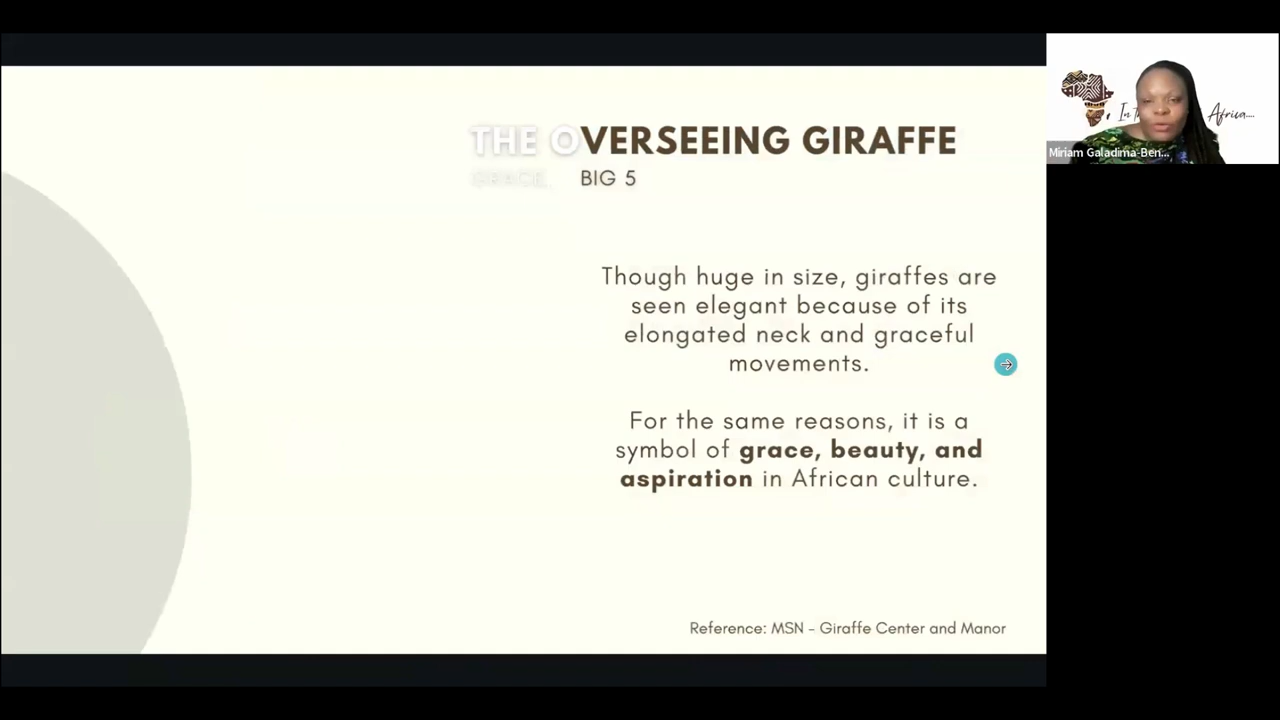 THE OVERSEEING GIRAFFE
GRACE, BIG 5
Though huge in size, giraffes are
seen elegant because of its
elongated neck and graceful
movements.
For the same reasons, it is a
symbol of grace, beauty, and
aspiration in African culture.
Reference: MSN - Giraffe Center and Manor
In Africa....
Miriam Galadima-Ben...